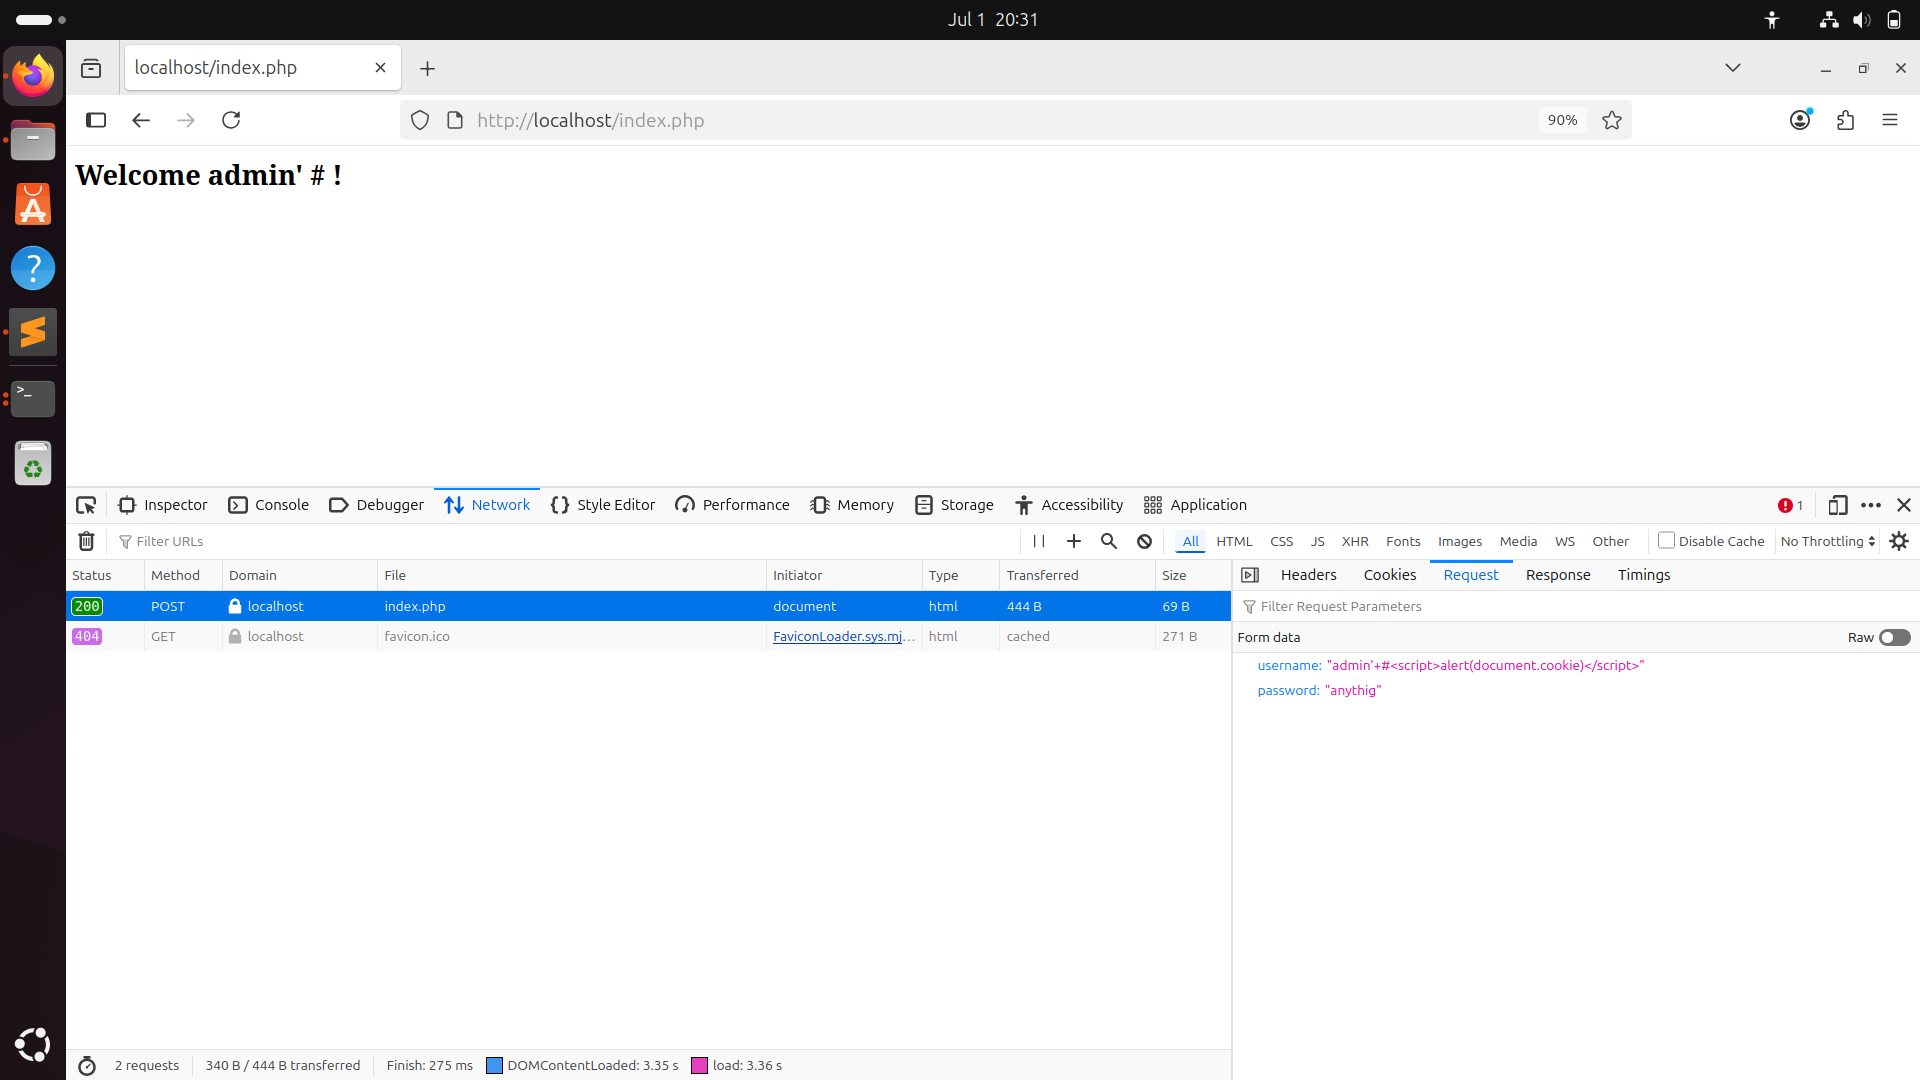 Jul 1 20:31
localhost/index.php
http://localhost/index.php
90%
Welcome admin' # !
Inspector
Console
Debugger
Network
Style Editor
Performance
Memory
Storage
Accessibility
Application
1
Filter URLs
All
HTML
CSS
JS
XHR
Fonts
Images
Media
WS
Other
Disable Cache
No Throttling
Status
Method
Domain
File
Initiator
Type
Transferred
Size
Headers
Cookies
Request
Response
Timings
200 POST localhost index.php document html 444 B 69 B
Filter Request Parameters
404 GET localhost favicon.ico FaviconLoader.sys.mj... html cached 271 B
Form data
Raw
username: "admin'+#<script>alert(document.cookie)</script>"
password: "anythig"
2 requests
340 B / 444 B transferred
Finish: 275 ms
DOMContentLoaded: 3.35 s
load: 3.36 s